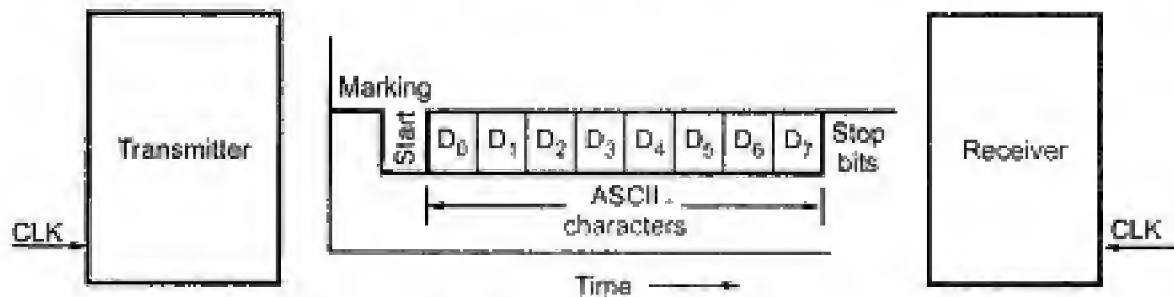 Marking
Transmitter
Start
D0 D1 D2 D3 D4 D5 D6 D7
Stop
bits
Receiver
ASCII
characters
CLK
CLK
Time